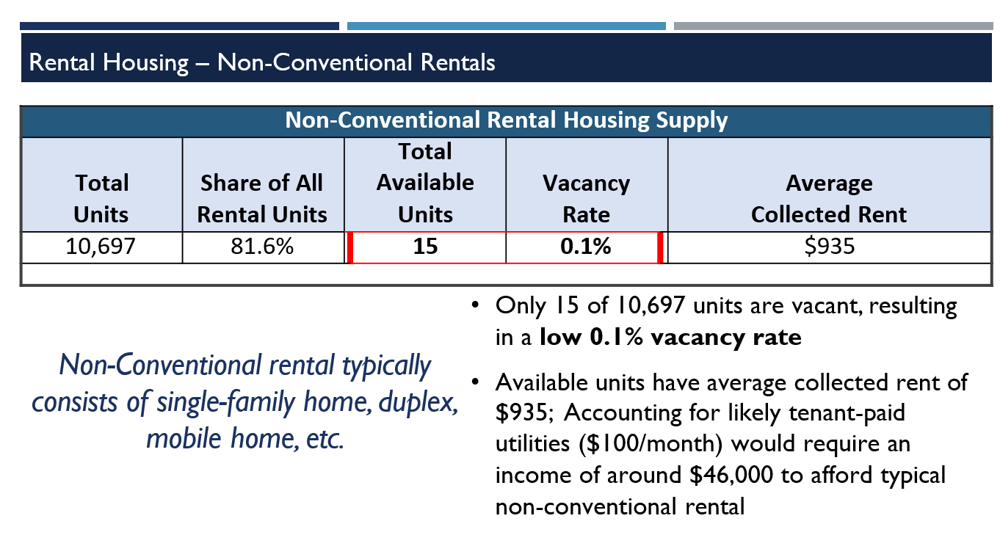 Rental Housing – Non-Conventional Rentals
Non-Conventional Rental Housing Supply
Total
Units
Share of All
Rental Units
Total
Available
Units
Vacancy
Rate
Average
Collected Rent
10,697
81.6%
15
0.1%
$935
Non-Conventional rental typically
consists of single-family home, duplex,
mobile home, etc.
• Only 15 of 10,697 units are vacant, resulting
in a low 0.1% vacancy rate
• Available units have average collected rent of
$935; Accounting for likely tenant-paid
utilities ($100/month) would require an
income of around $46,000 to afford typical
non-conventional rental